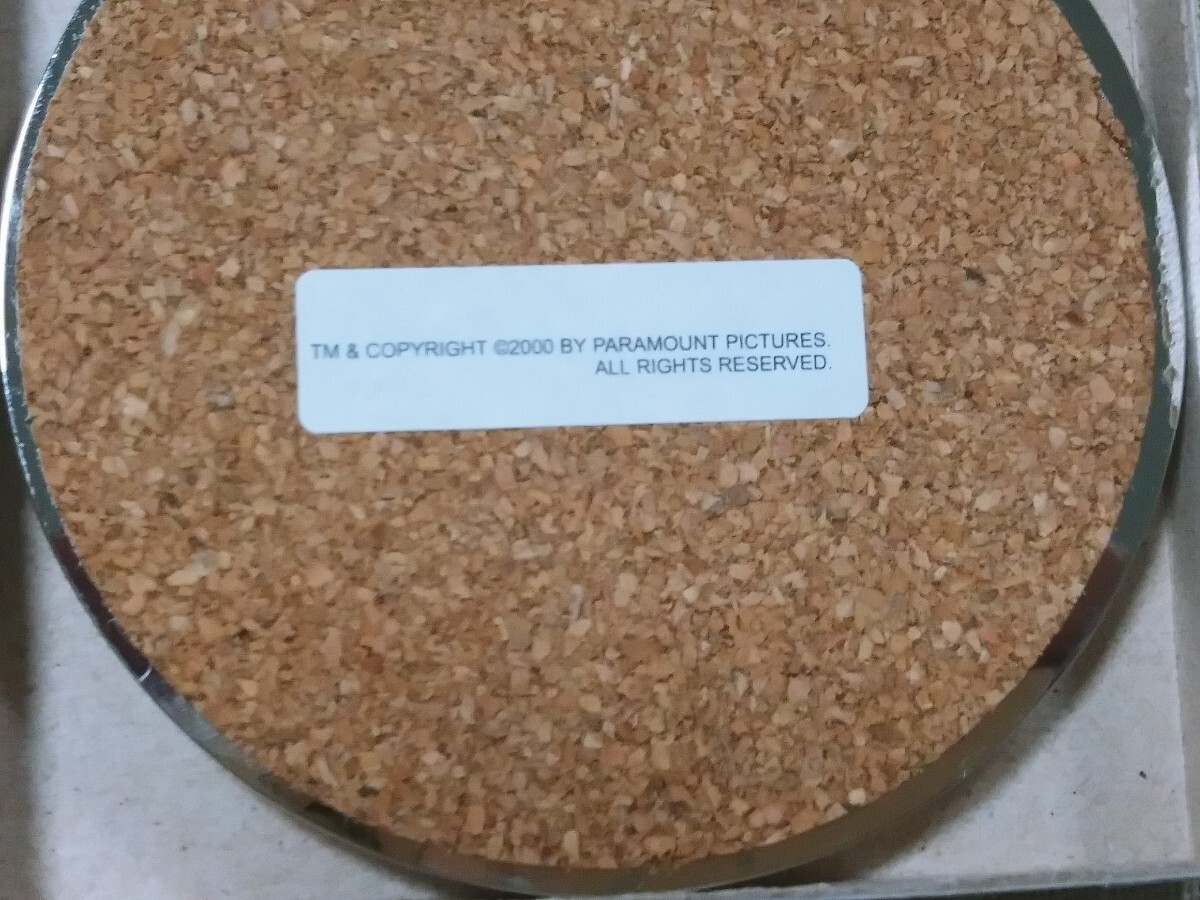 TM & COPYRIGHT ©2000 BY PARAMOUNT PICTURES.
ALL RIGHTS RESERVED.